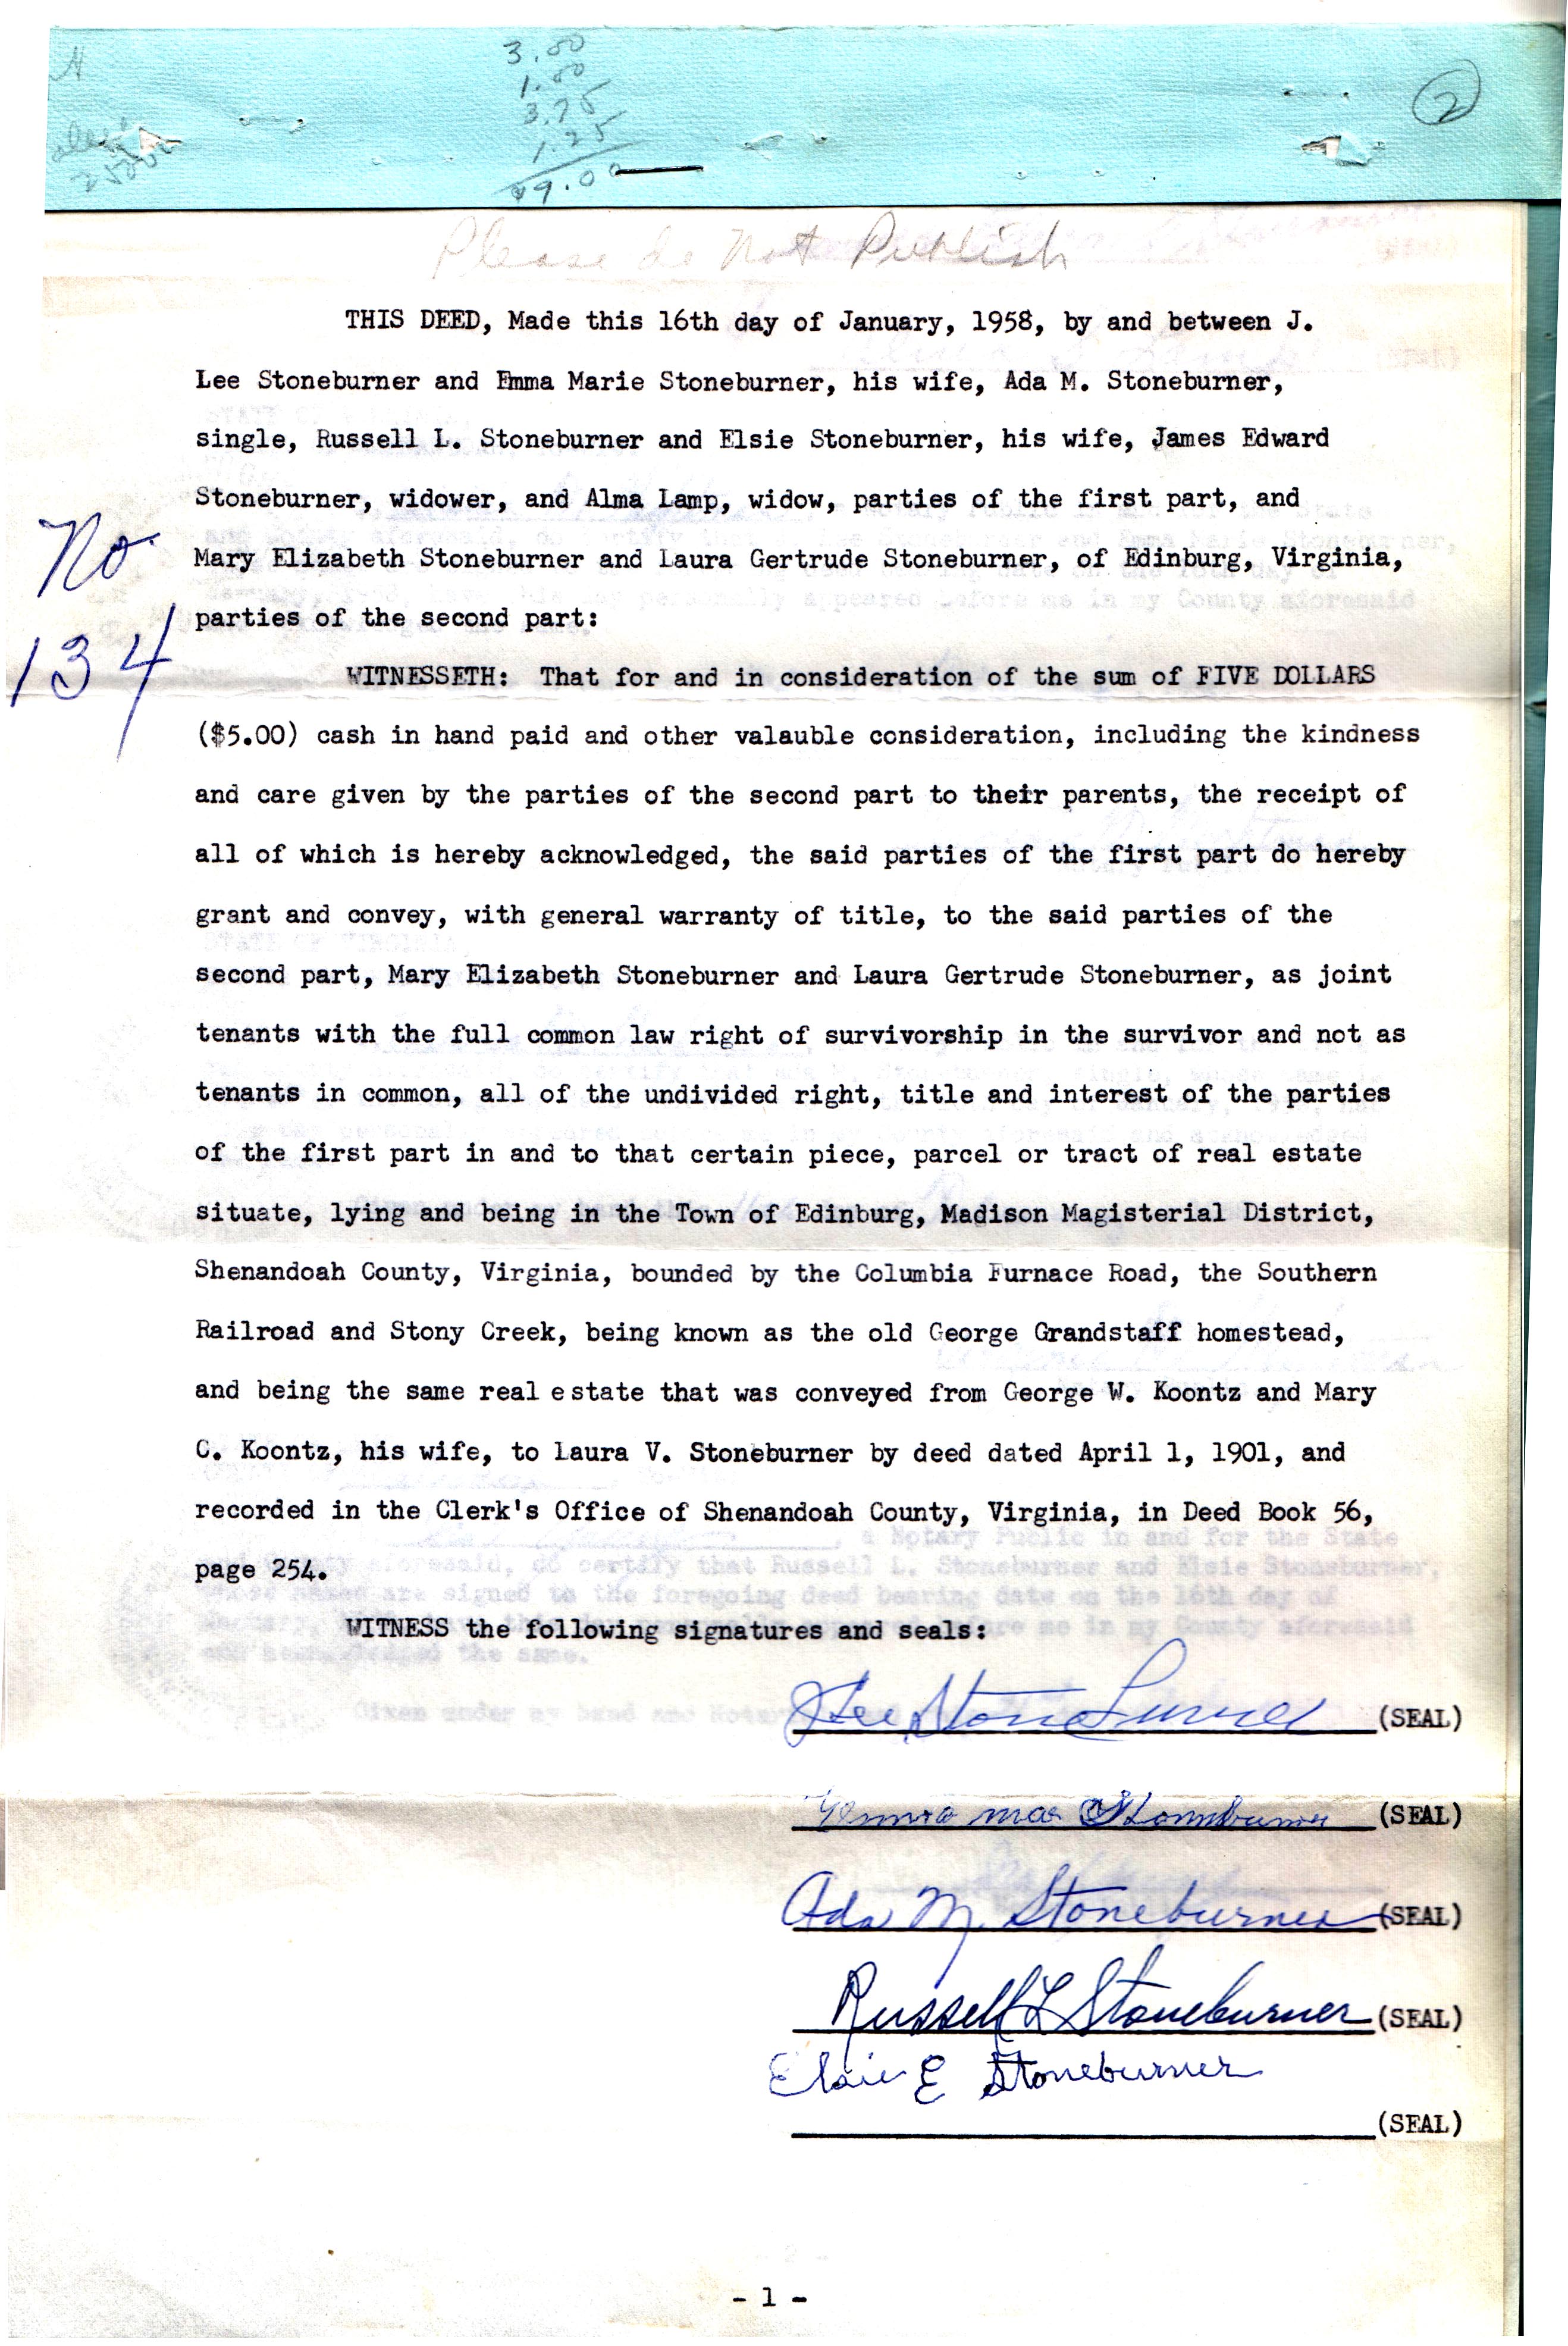 3.00
1.00
3.75
1.25
$9.00
2
Please do Not Publish
THIS DEED, Made this 16th day of January, 1958, by and between J.
Lee Stoneburner and Emma Marie Stoneburner, his wife, Ada M. Stoneburner,
single, Russell L. Stoneburner and Elsie Stoneburner, his wife, James Edward
Stoneburner, widower, and Alma Lamp, widow, parties of the first part, and
Mary Elizabeth Stoneburner and Laura Gertrude Stoneburner, of Edinburg, Virginia,
parties of the second part:
No
134
WITNESSETH: That for and in consideration of the sum of FIVE DOLLARS
($5.00) cash in hand paid and other valauble consideration, including the kindness
and care given by the parties of the second part to their parents, the receipt of
all of which is hereby acknowledged, the said parties of the first part do hereby
grant and convey, with general warranty of title, to the said parties of the
second part, Mary Elizabeth Stoneburner and Laura Gertrude Stoneburner, as joint
tenants with the full common law right of survivorship in the survivor and not as
tenants in common, all of the undivided right, title and interest of the parties
of the first part in and to that certain piece, parcel or tract of real estate
situate, lying and being in the Town of Edinburg, Madison Magisterial District,
Shenandoah County, Virginia, bounded by the Columbia Furnace Road, the Southern
Railroad and Stony Creek, being known as the old George Grandstaff homestead,
and being the same real estate that was conveyed from George W. Koontz and Mary
C. Koontz, his wife, to Laura V. Stoneburner by deed dated April 1, 1901, and
recorded in the Clerk's Office of Shenandoah County, Virginia, in Deed Book 56,
page 254.
WITNESS the following signatures and seals:
J Lee Stoneburner (SEAL)
Stoneburner (SEAL)
Ada M. Stoneburner (SEAL)
Russell L Stoneburner (SEAL)
Elsie E Stoneburner
(SEAL)
- 1 -